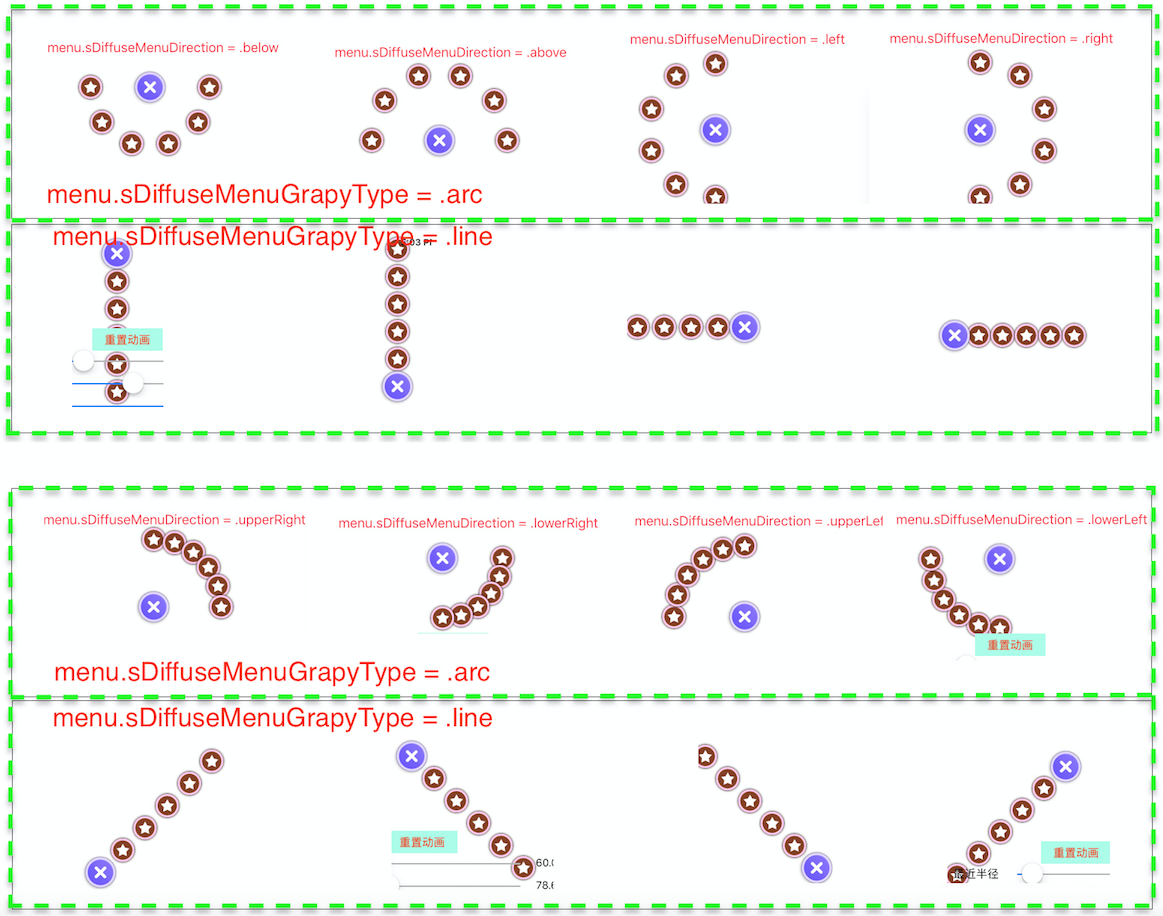 menu.sDiffuseMenuDirection = .below
menu.sDiffuseMenuDirection = .above
menu.sDiffuseMenuDirection = .left
menu.sDiffuseMenuDirection = .right
menu.sDiffuseMenuGrapyType = .arc
menu.sDiffuseMenuGrapyType = .line
重置动画
menu.sDiffuseMenuDirection = .upperRight
menu.sDiffuseMenuDirection = .lowerRight
menu.sDiffuseMenuDirection = .upperLef
menu.sDiffuseMenuDirection = .lowerLeft
重置动画
menu.sDiffuseMenuGrapyType = .arc
menu.sDiffuseMenuGrapyType = .line
重置动画
60.0
78.6
重置动画
近半径